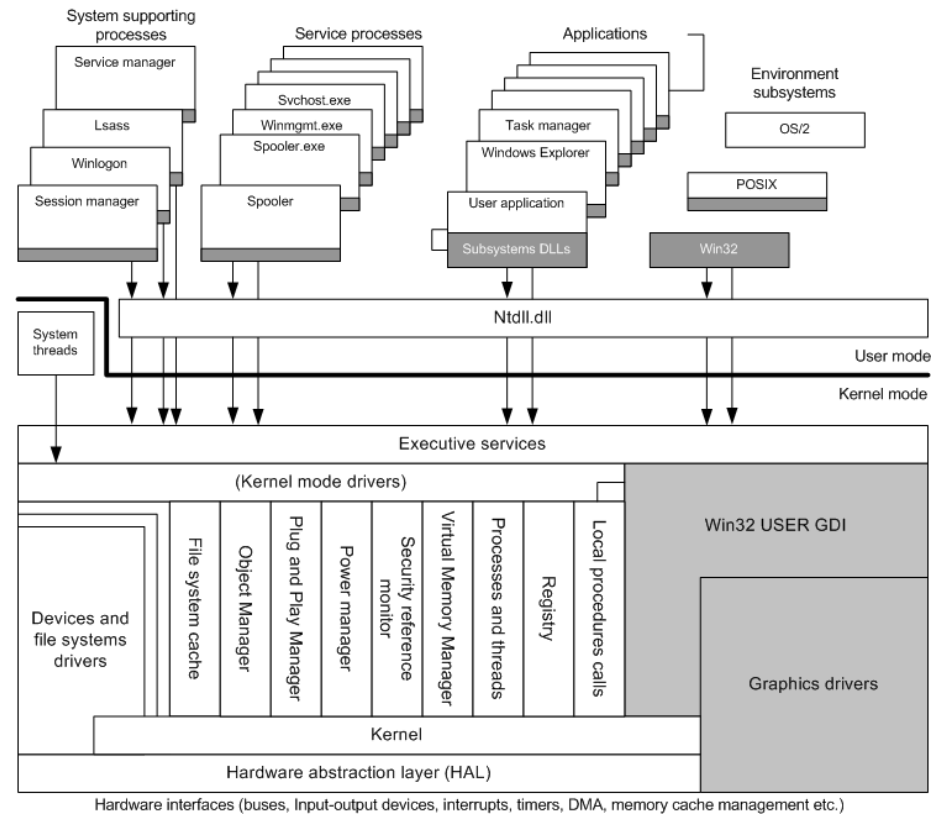 System supporting
processes
Service manager
Lsass
Winlogon
Session manager
Service processes
Svchost.exe
Winmgmt.exe
Spooler.exe
Spooler
Applications
Task manager
Windows Explorer
User application
Subsystems DLLs
Environment
subsystems
OS/2
POSIX
Win32
Ntdll.dll
System
threads
User mode
Kernel mode
Executive services
(Kernel mode drivers)
Devices and
file systems
drivers
File system cache
Object Manager
Plug and Play Manager
Power manager
Security reference
monitor
Virtual Memory Manager
Processes and threads
Registry
Local procedures calls
Win32 USER GDI
Graphics drivers
Kernel
Hardware abstraction layer (HAL)
Hardware interfaces (buses, Input-output devices, interrupts, timers, DMA, memory cache management etc.)